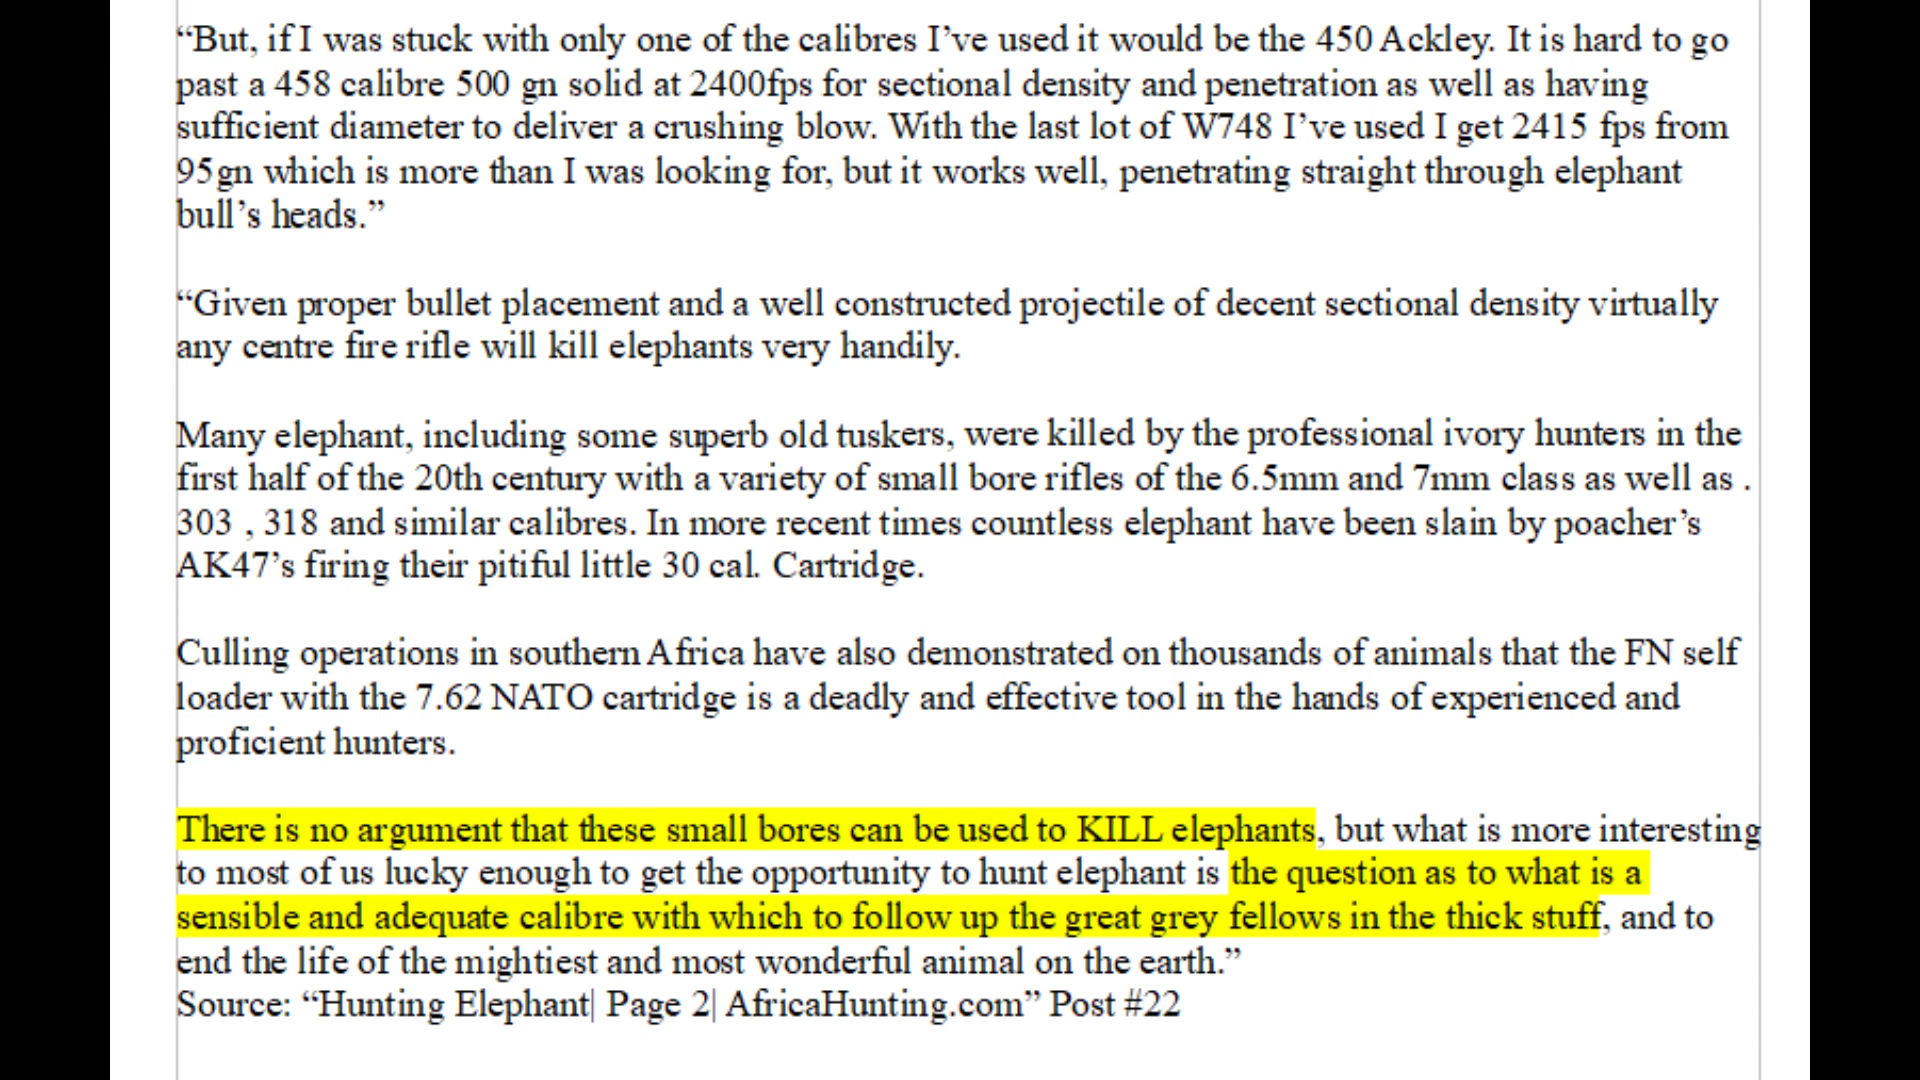 “But, if I was stuck with only one of the calibres I’ve used it would be the 450 Ackley. It is hard to go
past a 458 calibre 500 gn solid at 2400fps for sectional density and penetration as well as having
sufficient diameter to deliver a crushing blow. With the last lot of W748 I’ve used I get 2415 fps from
95gn which is more than I was looking for, but it works well, penetrating straight through elephant
bull’s heads.”
“Given proper bullet placement and a well constructed projectile of decent sectional density virtually
any centre fire rifle will kill elephants very handily.
Many elephant, including some superb old tuskers, were killed by the professional ivory hunters in the
first half of the 20th century with a variety of small bore rifles of the 6.5mm and 7mm class as well as .
303 , 318 and similar calibres. In more recent times countless elephant have been slain by poacher’s
AK47’s firing their pitiful little 30 cal. Cartridge.
Culling operations in southern Africa have also demonstrated on thousands of animals that the FN self
loader with the 7.62 NATO cartridge is a deadly and effective tool in the hands of experienced and
proficient hunters.
There is no argument that these small bores can be used to KILL elephants, but what is more interesting
to most of us lucky enough to get the opportunity to hunt elephant is the question as to what is a
sensible and adequate calibre with which to follow up the great grey fellows in the thick stuff, and to
end the life of the mightiest and most wonderful animal on the earth.”
Source: “Hunting Elephant| Page 2| AfricaHunting.com” Post #22